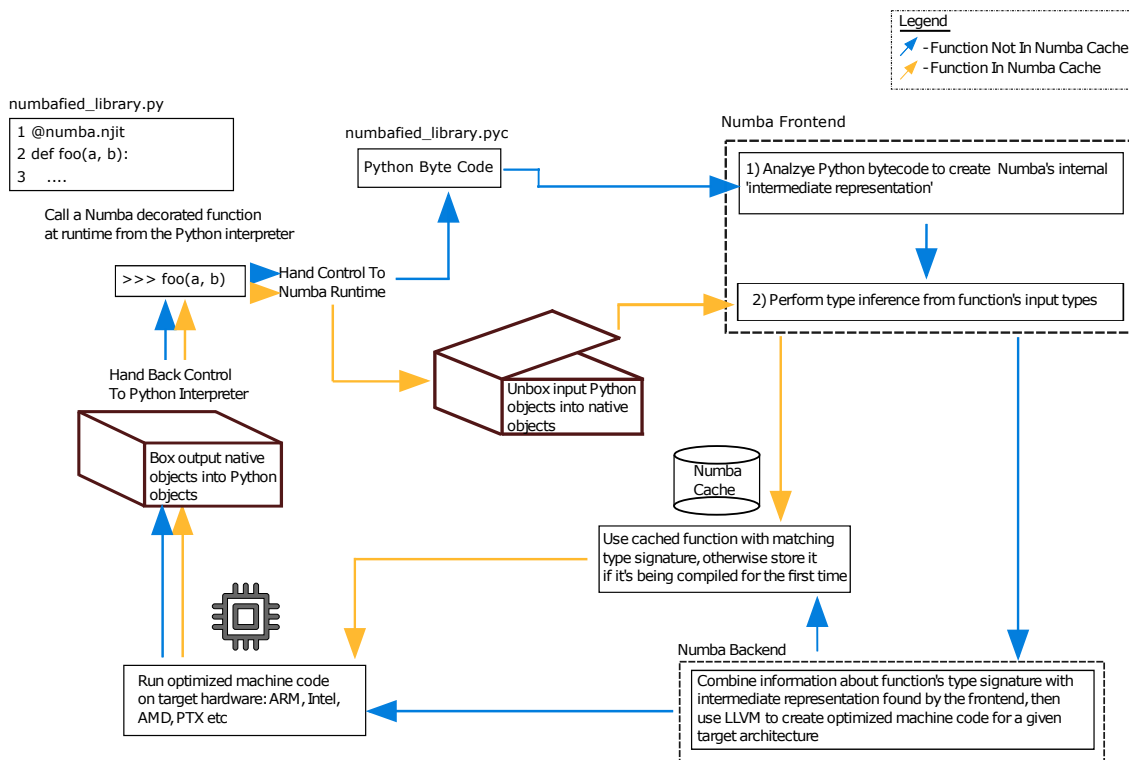 Legend
- Function Not In Numba Cache
- Function In Numba Cache
numbafied_library.py
1 @numba.njit
2 def foo(a, b):
3 ....
numbafied_library.pyc
Python Byte Code
Numba Frontend
1) Analzye Python bytecode to create Numba's internal
'intermediate representation'
Call a Numba decorated function
at runtime from the Python interpreter
>>> foo(a, b)
Hand Control To
Numba Runtime
2) Perform type inference from function's input types
Hand Back Control
To Python Interpreter
Unbox input Python
objects into native
objects
Box output native
objects into Python
objects
Numba
Cache
Use cached function with matching
type signature, otherwise store it
if it's being compiled for the first time
Numba Backend
Run optimized machine code
on target hardware: ARM, Intel,
AMD, PTX etc
Combine information about function's type signature with
intermediate representation found by the frontend, then
use LLVM to create optimized machine code for a given
target architecture